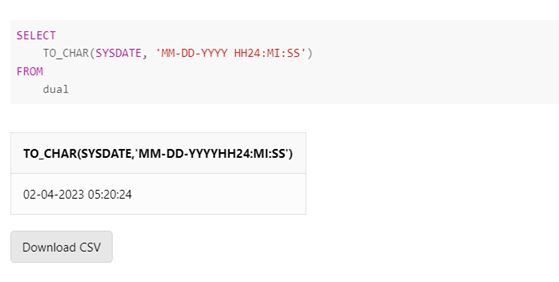 SELECT
TO_CHAR(SYSDATE, 'MM-DD-YYYY HH24:MI:SS')
FROM
dual
TO_CHAR(SYSDATE,'MM-DD-YYYYHH24:MI:SS')
02-04-2023 05:20:24
Download CSV